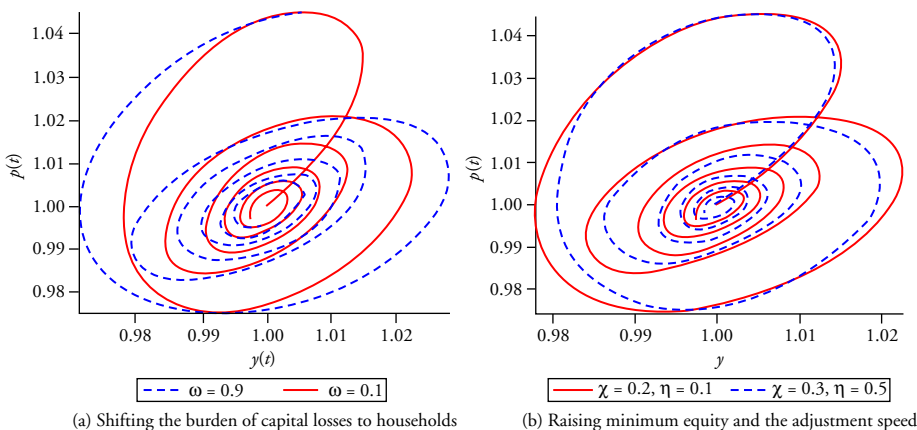 1.04
1.03
1.02
1.01
1.00
0.99
0.98
p(t)
0.98 0.99 1.00 1.01 1.02
y(t)
ω = 0.9 ω = 0.1
(a) Shifting the burden of capital losses to households
1.04
1.03
1.02
1.01
1.00
0.99
0.98
p(t)
0.98 0.99 1.00 1.01 1.02
y
χ = 0.2, η = 0.1 χ = 0.3, η = 0.5
(b) Raising minimum equity and the adjustment speed